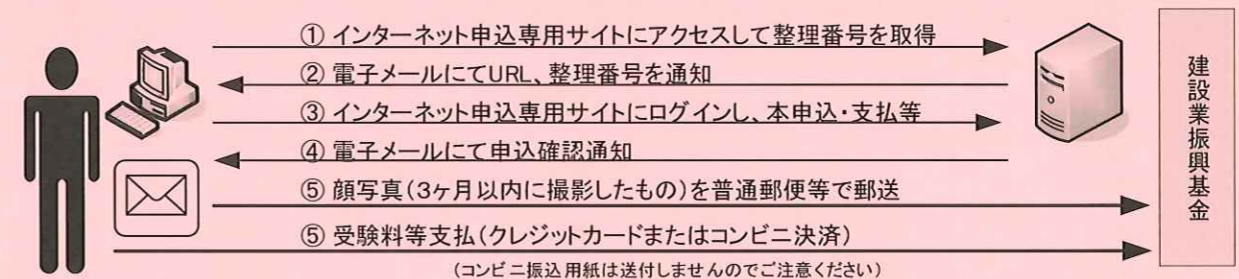 ① インターネット申込専用サイトにアクセスして整理番号を取得
② 電子メールにてURL、整理番号を通知
③ インターネット申込専用サイトにログインし、本申込・支払等
④ 電子メールにて申込確認通知
⑤ 顔写真(3ヶ月以内に撮影したもの)を普通郵便等で郵送
⑤ 受験料等支払(クレジットカードまたはコンビニ決済)
(コンビニ振込用紙は送付しませんのでご注意ください)
建設業振興基金